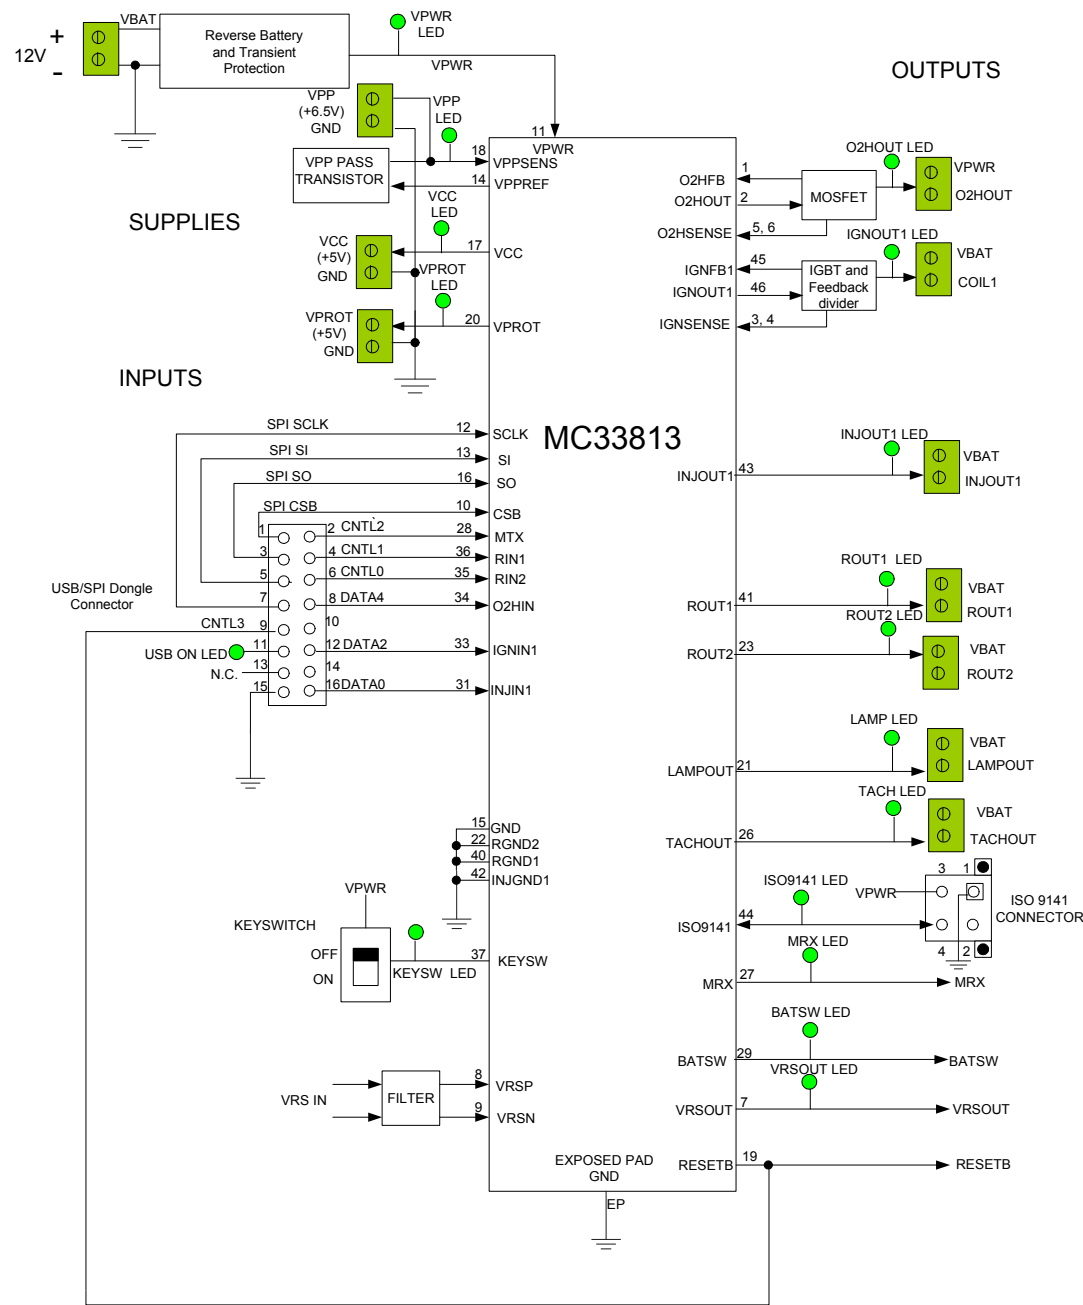 VBAT
+
12V
-
Reverse Battery
and Transient
Protection
VPWR
LED
VPWR
OUTPUTS
VPP
(+6.5V)
GND
VPP
LED
VPP PASS
TRANSISTOR
11
VPWR
18
VPPSENS
14
VPPREF
SUPPLIES
VCC
(+5V)
GND
VCC
LED
17
VCC
VPROT
(+5V)
GND
VPROT
LED
20
VPROT
O2HFB
1
O2HOUT
2
O2HSENSE
5, 6
MOSFET
O2HOUT LED
VPWR
O2HOUT
IGNFB1
45
IGNOUT1
46
IGNSENSE
3, 4
IGBT and
Feedback
divider
IGNOUT1 LED
VBAT
COIL1
INPUTS
MC33813
SPI SCLK
12
SCLK
SPI SI
13
SI
SPI SO
16
SO
SPI CSB
10
CSB
1
2
CNTL2
28
MTX
3
4
CNTL1
36
RIN1
5
6
CNTL0
35
RIN2
USB/SPI Dongle
Connector
7
8
DATA4
34
O2HIN
CNTL3
9
10
USB ON LED
11
12
DATA2
33
IGNIN1
N.C.
13
14
15
16
DATA0
31
INJIN1
INJOUT1
43
INJOUT1 LED
VBAT
INJOUT1
ROUT1
41
ROUT1 LED
VBAT
ROUT1
ROUT2
23
ROUT2 LED
VBAT
ROUT2
LAMPOUT
21
LAMP LED
VBAT
LAMPOUT
TACHOUT
26
TACH LED
VBAT
TACHOUT
15
GND
22
RGND2
40
RGND1
42
INJGND1
ISO9141
44
ISO9141 LED
VPWR
3
1
4
2
ISO 9141
CONNECTOR
VPWR
KEYSWITCH
OFF
ON
KEYSW LED
37
KEYSW
MRX
27
MRX LED
MRX
BATSW
29
BATSW LED
BATSW
VRS IN
FILTER
8
VRSP
9
VRSN
VRSOUT
7
VRSOUT LED
VRSOUT
RESETB
19
RESETB
EXPOSED PAD
GND
EP